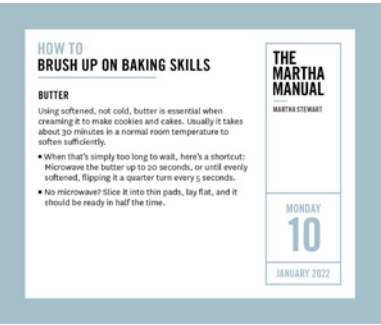 HOW TO
BRUSH UP ON BAKING SKILLS
BUTTER
Using softened, not cold, butter is essential when
creaming it to make cookies and cakes. Usually it takes
about 30 minutes in a normal room temperature to
soften sufficiently.
• When that's simply too long to wait, here's a shortcut:
Microwave the butter up to 20 seconds, or until evenly
softened, flipping it a quarter turn every 5 seconds.
• No microwave? Slice it into thin pads, lay flat, and it
should be ready in half the time.
THE
MARTHA
MANUAL
MARTHA STEWART
MONDAY
10
JANUARY 2022